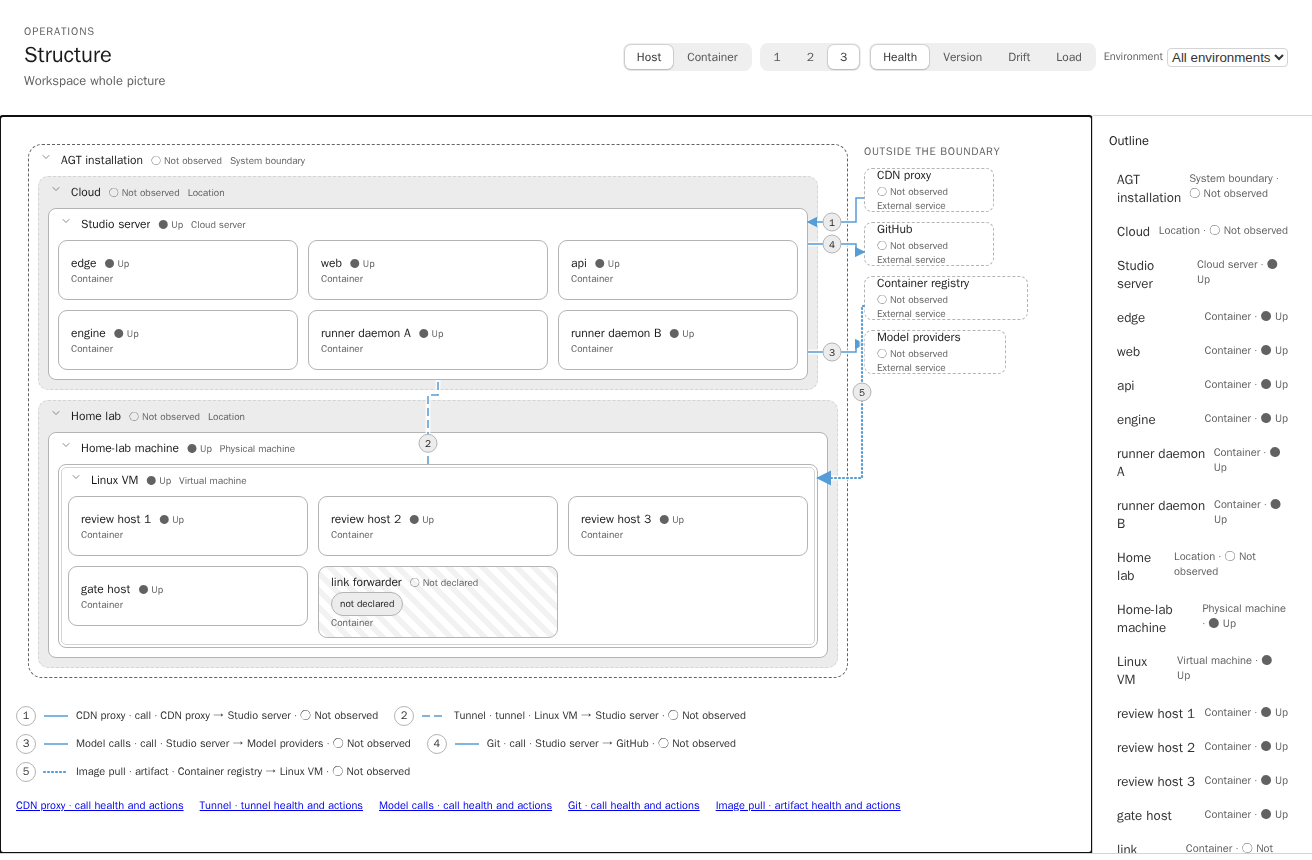 OPERATIONS
Structure
Workspace whole picture
Host Container 1 2 3 Health Version Drift Load Environment All environments
AGT installation Not observed System boundary
Cloud Not observed Location
Studio server Up Cloud server
edge Up
Container
web Up
Container
api Up
Container
engine Up
Container
runner daemon A Up
Container
runner daemon B Up
Container
Home lab Not observed Location
Home-lab machine Up Physical machine
Linux VM Up Virtual machine
review host 1 Up
Container
review host 2 Up
Container
review host 3 Up
Container
gate host Up
Container
link forwarder Not declared
not declared
Container
OUTSIDE THE BOUNDARY
CDN proxy
Not observed
External service
GitHub
Not observed
External service
Container registry
Not observed
External service
Model providers
Not observed
External service
1
4
3
5
2
1 CDN proxy · call · CDN proxy → Studio server · Not observed
2 Tunnel · tunnel · Linux VM → Studio server · Not observed
3 Model calls · call · Studio server → Model providers · Not observed
4 Git · call · Studio server → GitHub · Not observed
5 Image pull · artifact · Container registry → Linux VM · Not observed
CDN proxy · call health and actions
Tunnel · tunnel health and actions
Model calls · call health and actions
Git · call health and actions
Image pull · artifact health and actions
Outline
AGT installation
System boundary · Not observed
Cloud Location · Not observed
Studio server
Cloud server · Up
edge Container · Up
web Container · Up
api Container · Up
engine Container · Up
runner daemon A
Container · Up
runner daemon B
Container · Up
Home lab
Location · Not observed
Home-lab machine
Physical machine · Up
Linux VM
Virtual machine · Up
review host 1 Container · Up
review host 2 Container · Up
review host 3 Container · Up
gate host Container · Up
link Container · Not